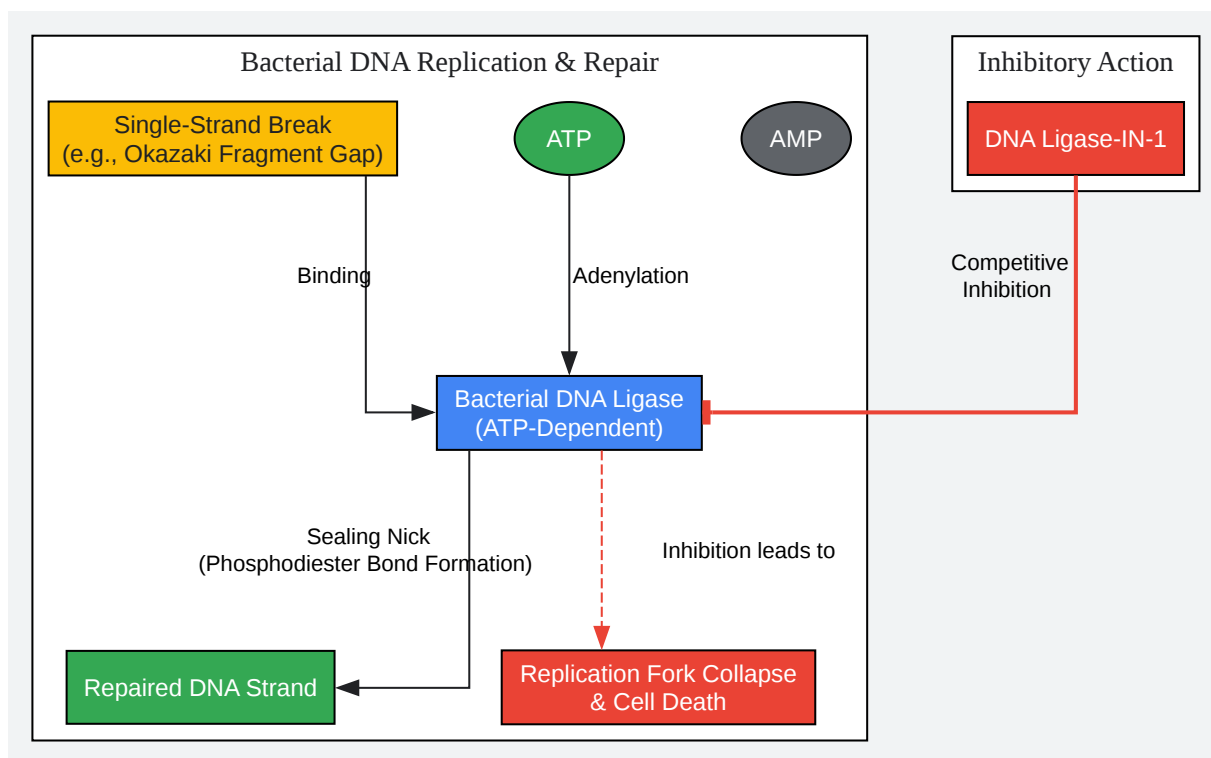 Bacterial DNA Replication & Repair
Inhibitory Action
Single-Strand Break
(e.g., Okazaki Fragment Gap)
ATP
AMP
DNA Ligase-IN-1
Binding
Adenylation
Competitive
Inhibition
Bacterial DNA Ligase
(ATP-Dependent)
Sealing Nick
(Phosphodiester Bond Formation)
Inhibition leads to
Repaired DNA Strand
Replication Fork Collapse
& Cell Death